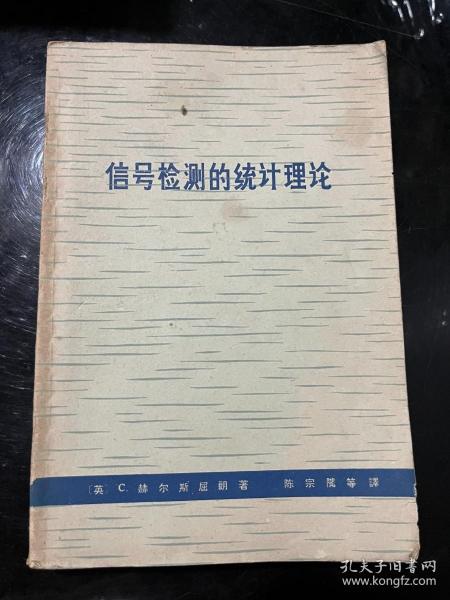 信号检测的统计理论
〔英〕C. 赫尔斯屈朗著 陈宗骘等譯
孔夫子旧书网
www.kongfz.com